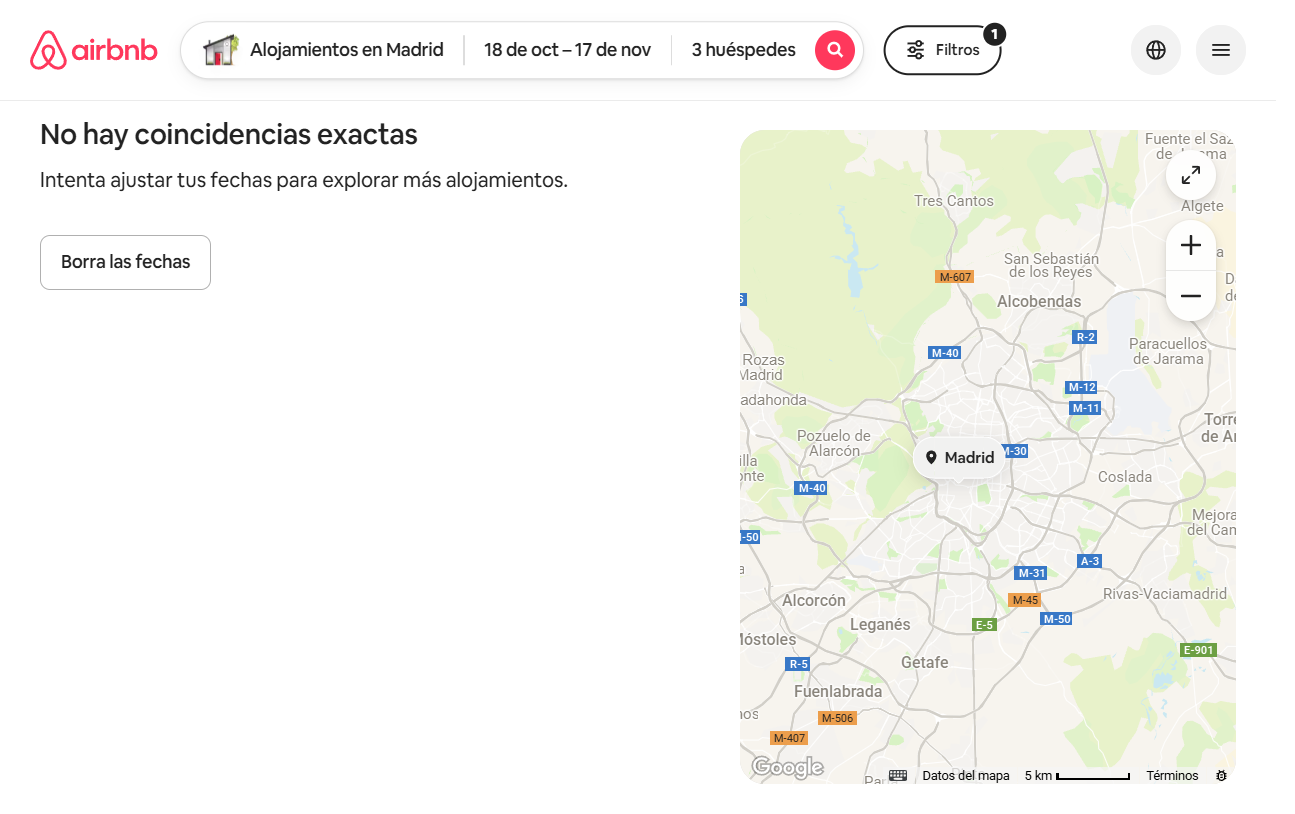 airbnb
Alojamientos en Madrid
18 de oct – 17 de nov
3 huéspedes
Filtros
1
No hay coincidencias exactas
Intenta ajustar tus fechas para explorar más alojamientos.
Borra las fechas
Fuente el Saz
de Jarama
Tres Cantos
Algete
San Sebastián
de los Reyes
M-607
Alcobendas
R-2
Paracuellos
de Jarama
M-40
Rozas
Madrid
M-12
adahonda
M-11
Torre
de Ar
Pozuelo de
Alarcón
M-30
Madrid
illa
onte
Coslada
M-40
Mejora
del Cam
-50
A-3
M-31
Rivas-Vaciamadrid
Alcorcón
M-45
M-50
Leganés
E-5
Móstoles
E-901
R-5
Getafe
Fuenlabrada
nos
M-506
M-407
Google
Datos del mapa
5 km
Términos